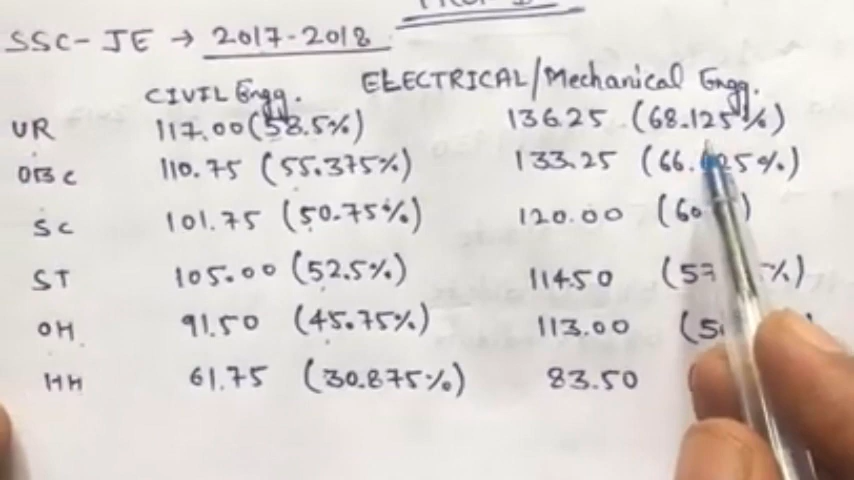 SSC-JE → 2017-2018
CIVIL Engg. ELECTRICAL/Mechanical Engg.
UR 117.00 (58.5%) 136.25 (68.125%)
OBC 110.75 (55.375%) 133.25 (66.625%)
SC 101.75 (50.75%) 120.00
ST 105.00 (52.5%) 114.50
OH 91.50 (45.75%) 113.00
HH 61.75 (30.875%) 83.50